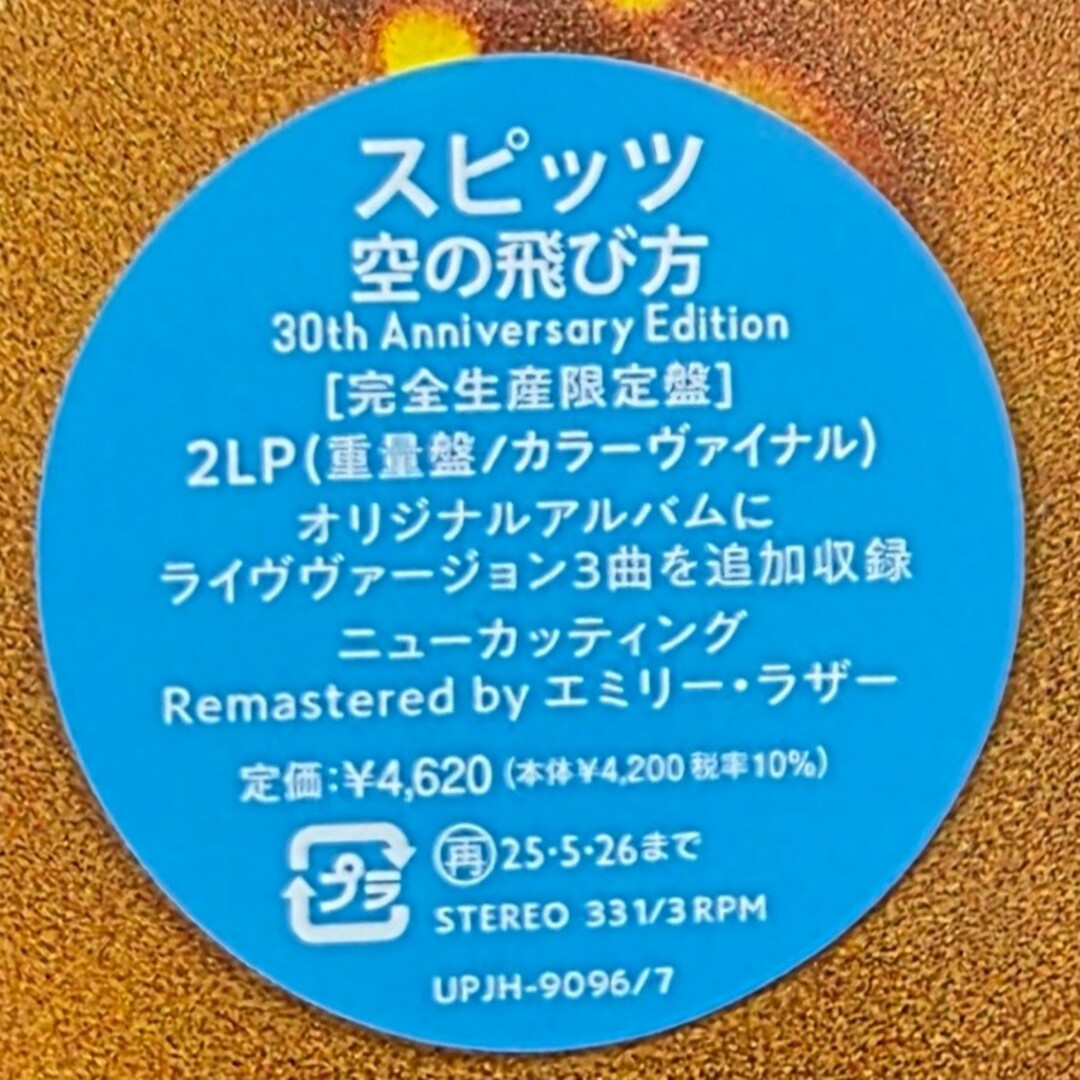 スピッツ
空の飛び方
30th Anniversary Edition
[完全生産限定盤]
2LP(重量盤/カラーヴァイナル)
オリジナルアルバムに
ライヴヴァージョン3曲を追加収録
ニューカッティング
Remastered by エミリー・ラザー
定価:¥4,620(本体¥4,200税率10%)
プラ
再 25・5・26まで
STEREO 331/3RPM
UPJH-9096/7